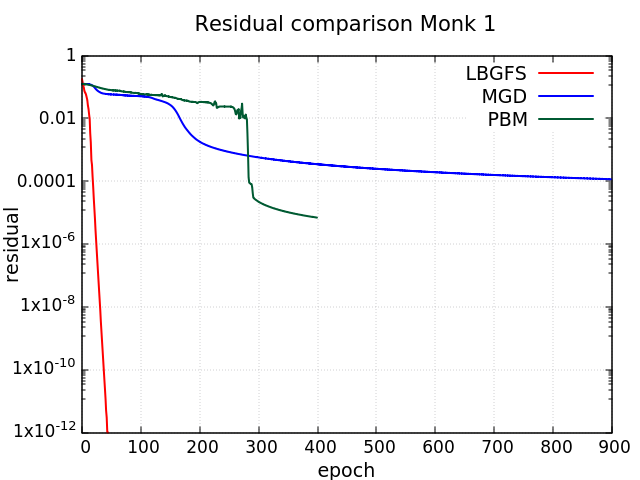 Residual comparison Monk 1
LBGFS
MGD
PBM
1
0.01
0.0001
1x10-6
1x10-8
1x10-10
1x10-12
residual
0 100 200 300 400 500 600 700 800 900
epoch